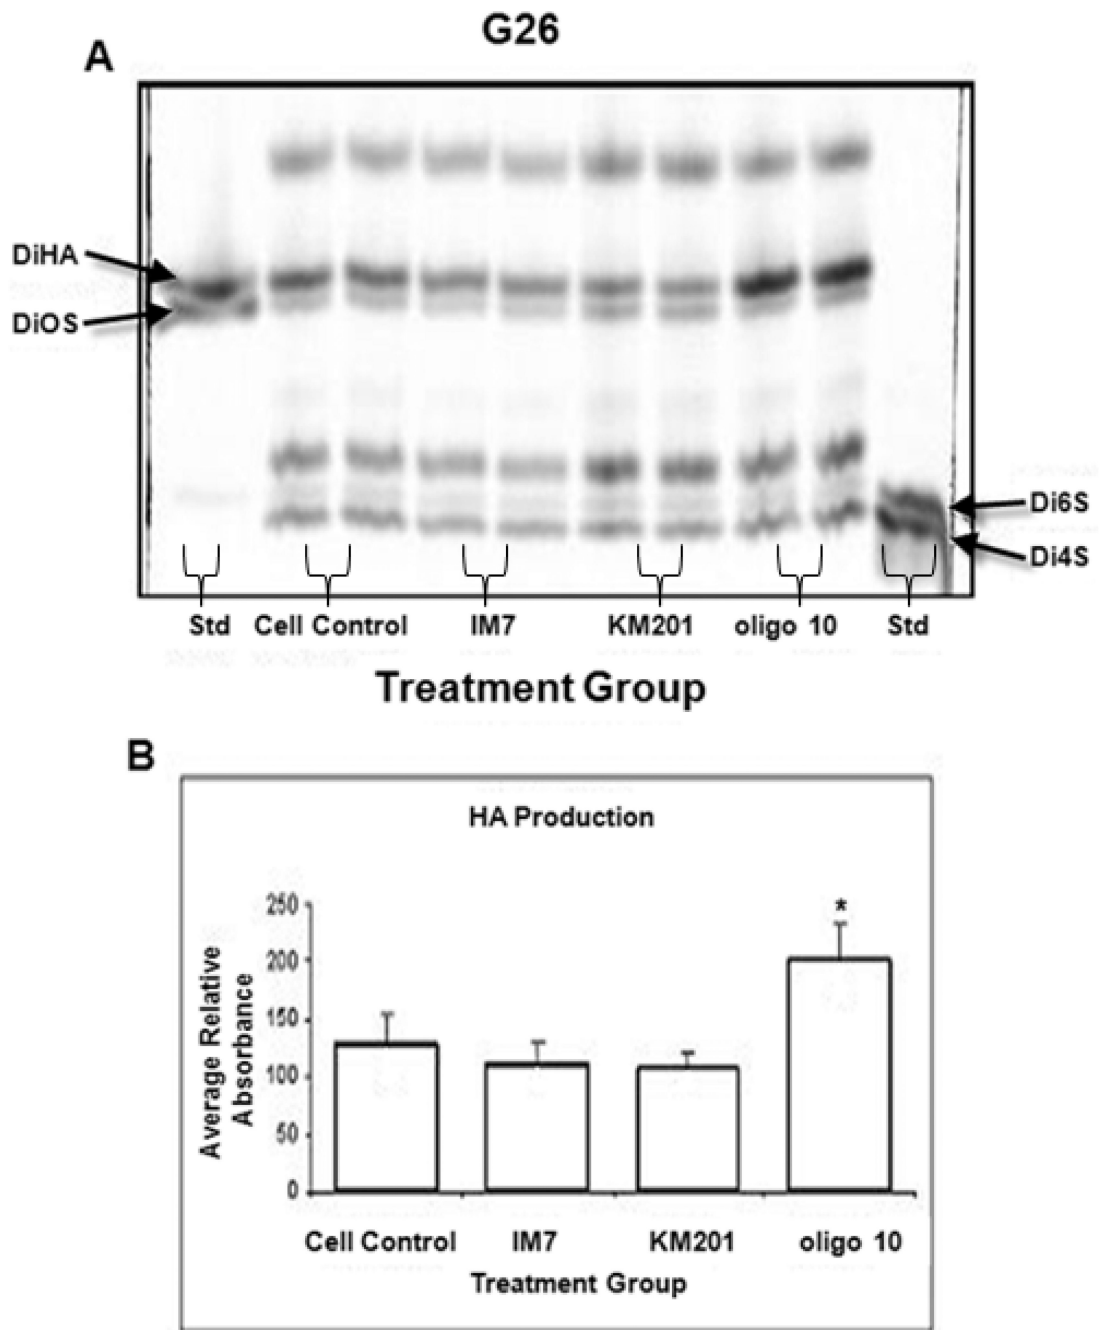 G26
A
DiHA
DiOS
Di6S
Di4S
Std Cell Control IM7 KM201 oligo 10 Std
Treatment Group
B
HA Production
Average Relative
Absorbance
250
200
150
100
50
0
*
Cell Control IM7 KM201 oligo 10
Treatment Group